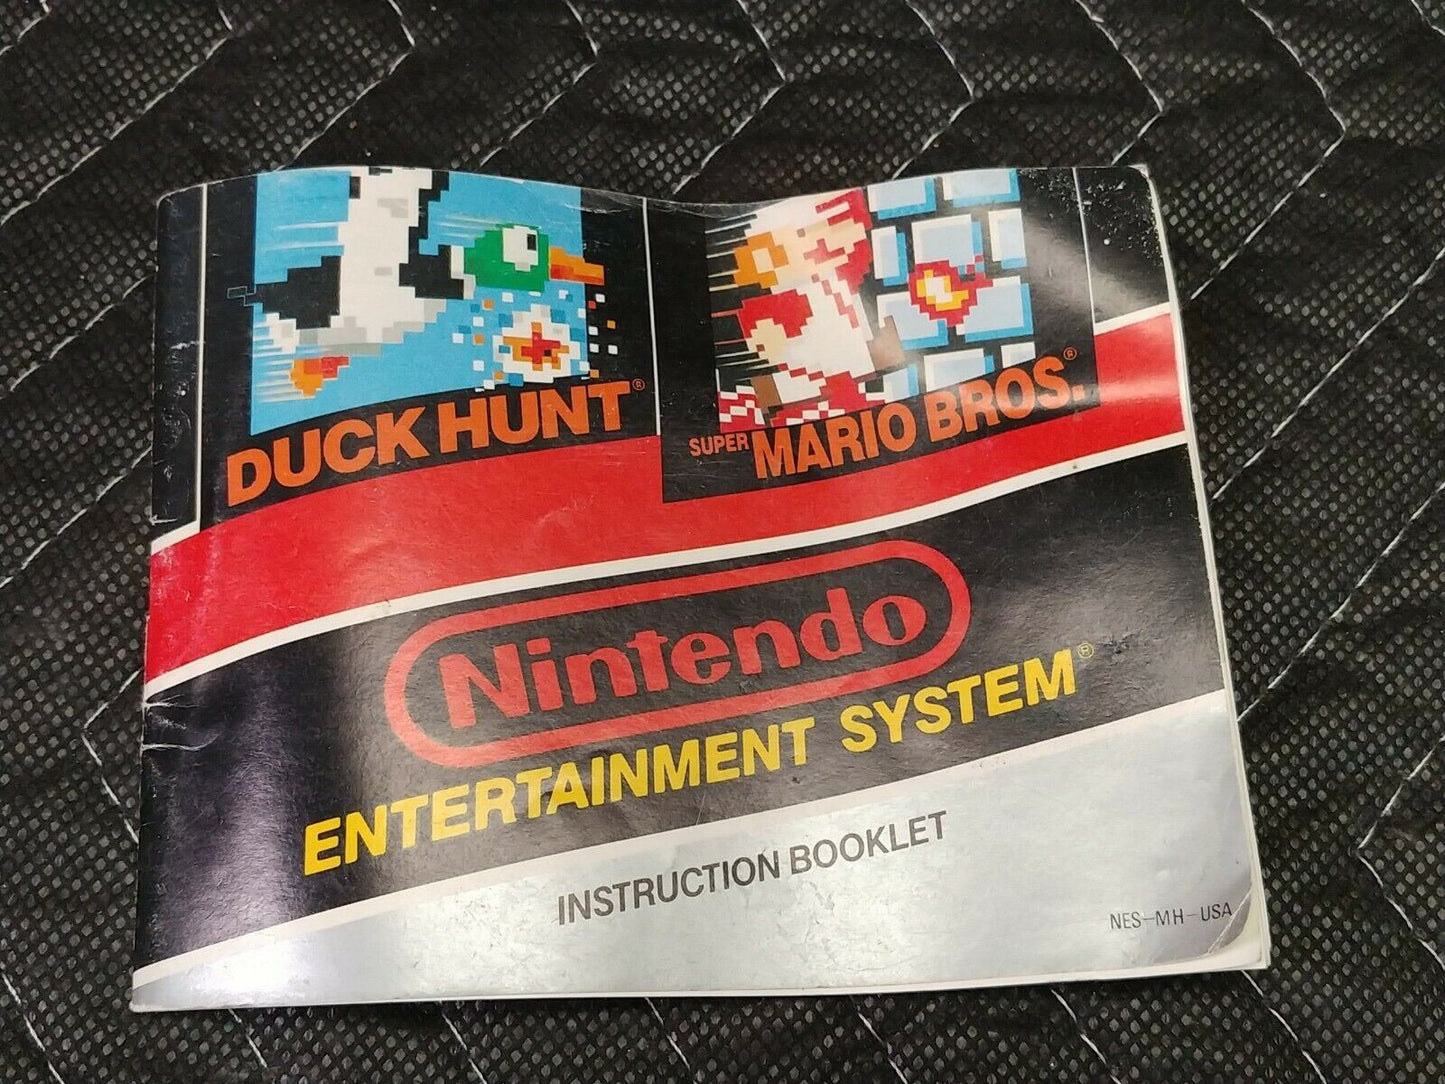 DUCK HUNT®
SUPER MARIO BROS.®
Nintendo
ENTERTAINMENT SYSTEM®
INSTRUCTION BOOKLET
NES-MH-USA